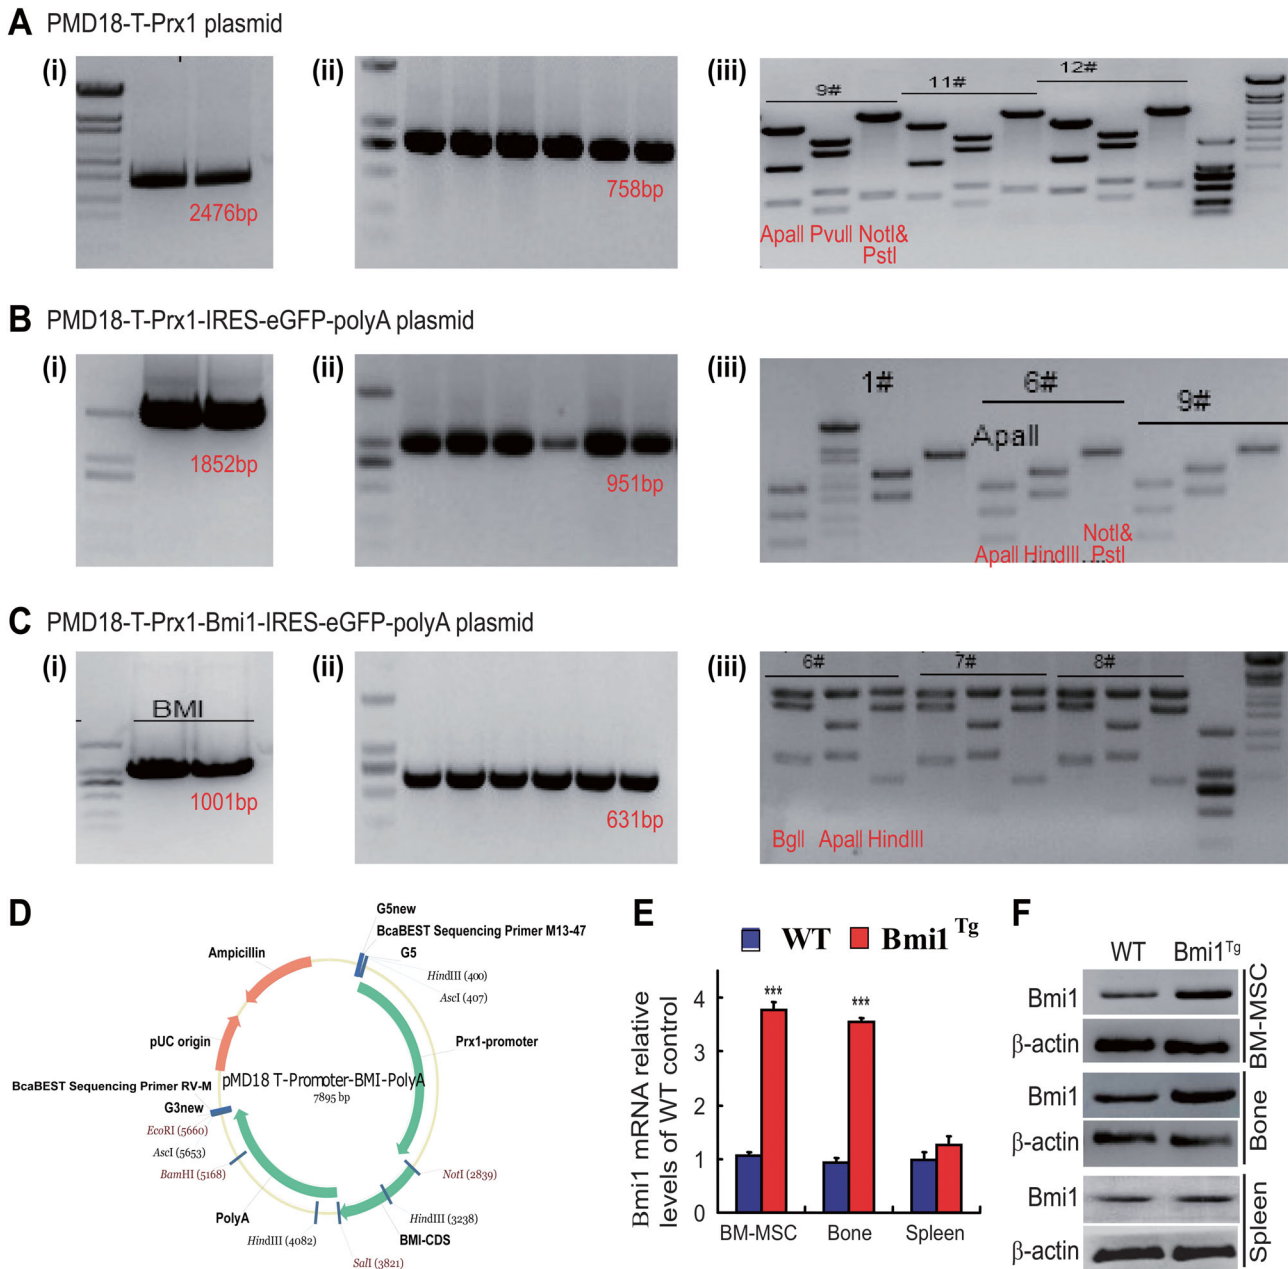 A PMD18-T-Prx1 plasmid
(i)
2476bp
(ii)
758bp
(iii)
9#
11#
12#
ApaII PvuII NotI&
PstI
B PMD18-T-Prx1-IRES-eGFP-polyA plasmid
(i)
1852bp
(ii)
951bp
(iii)
1#
6#
9#
ApaII
ApaII HindIII NotI&
PstI
C PMD18-T-Prx1-Bmi1-IRES-eGFP-polyA plasmid
(i)
BMI
1001bp
(ii)
631bp
(iii)
6#
7#
8#
BglI ApaII HindIII
D
G5new
BcaBEST Sequencing Primer M13-47
G5
HindIII (400)
AscI (407)
Prx1-promoter
NotI (2839)
HindIII (3238)
BMI-CDS
SalI (3821)
HindIII (4082)
PolyA
BamHI (5168)
AscI (5653)
EcoRI (5660)
G3new
BcaBEST Sequencing Primer RV-M
pUC origin
Ampicillin
pMD18 T-Promoter-BMI-PolyA
7895 bp
E
WT Bmi1 Tg
Bmi1 mRNA relative
levels of WT control
4
3
2
1
0
***
***
BM-MSC Bone Spleen
F
WT Bmi1Tg
Bmi1
β-actin
BM-MSC
Bmi1
β-actin
Bone
Bmi1
β-actin
Spleen